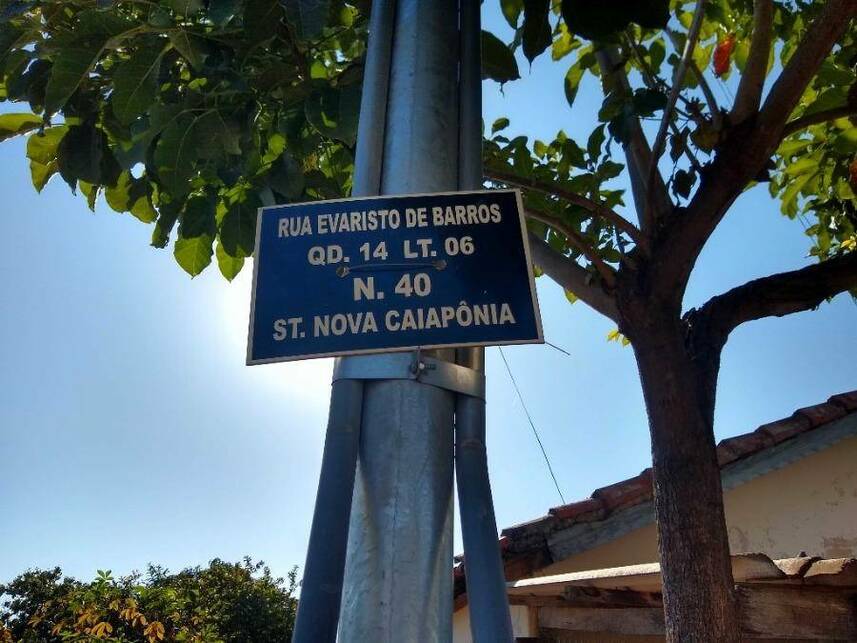 RUA EVARISTO DE BARROS
QD. 14 LT. 06
N. 40
ST. NOVA CAIAPÔNIA